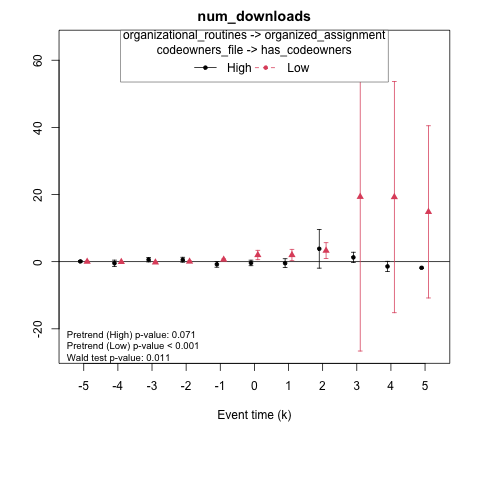 num_downloads
organizational_routines -> organized_assignment
codeowners_file -> has_codeowners
High Low
60
40
20
0
-20
Pretrend (High) p-value: 0.071
Pretrend (Low) p-value < 0.001
Wald test p-value: 0.011
-5 -4 -3 -2 -1 0 1 2 3 4 5
Event time (k)